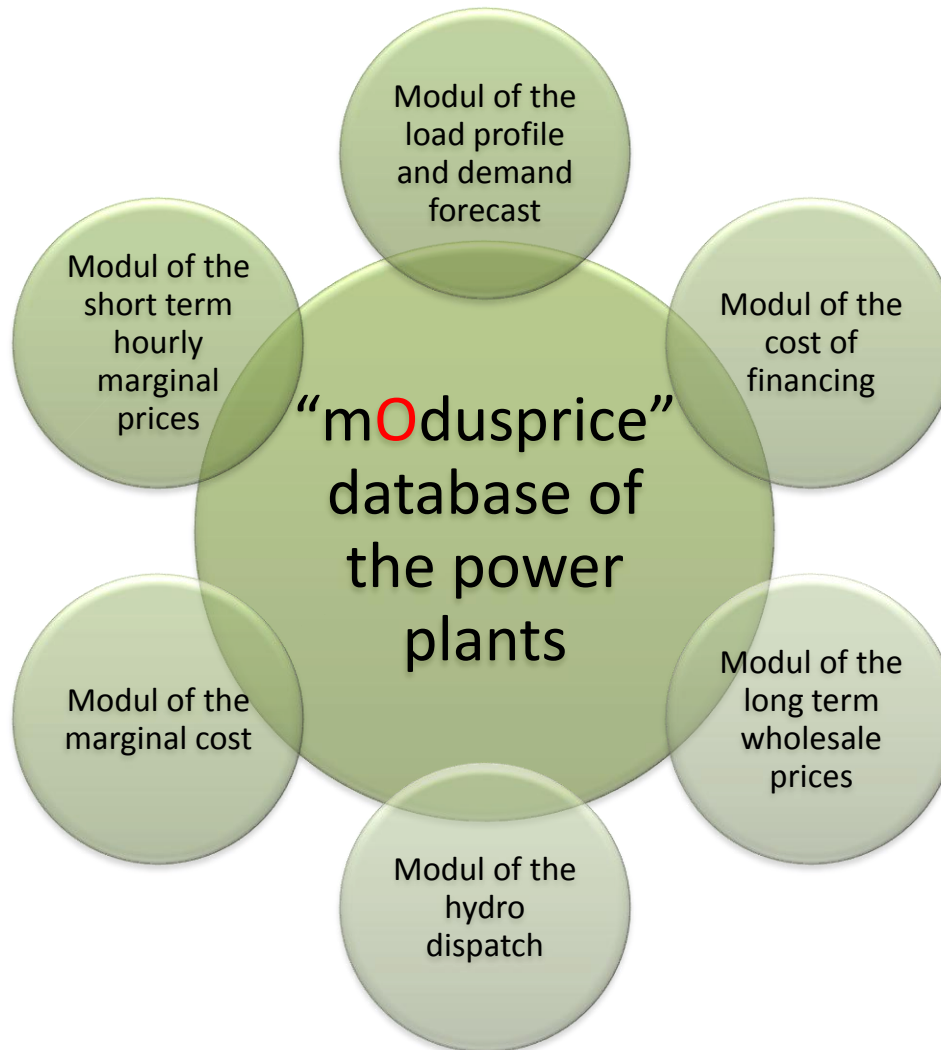 Modul of the
load profile
and demand
forecast
Modul of the
cost of
financing
Modul of the
long term
wholesale
prices
Modul of the
hydro
dispatch
Modul of the
marginal cost
Modul of the
short term
hourly
marginal
prices
“mOdusprice”
database of
the power
plants